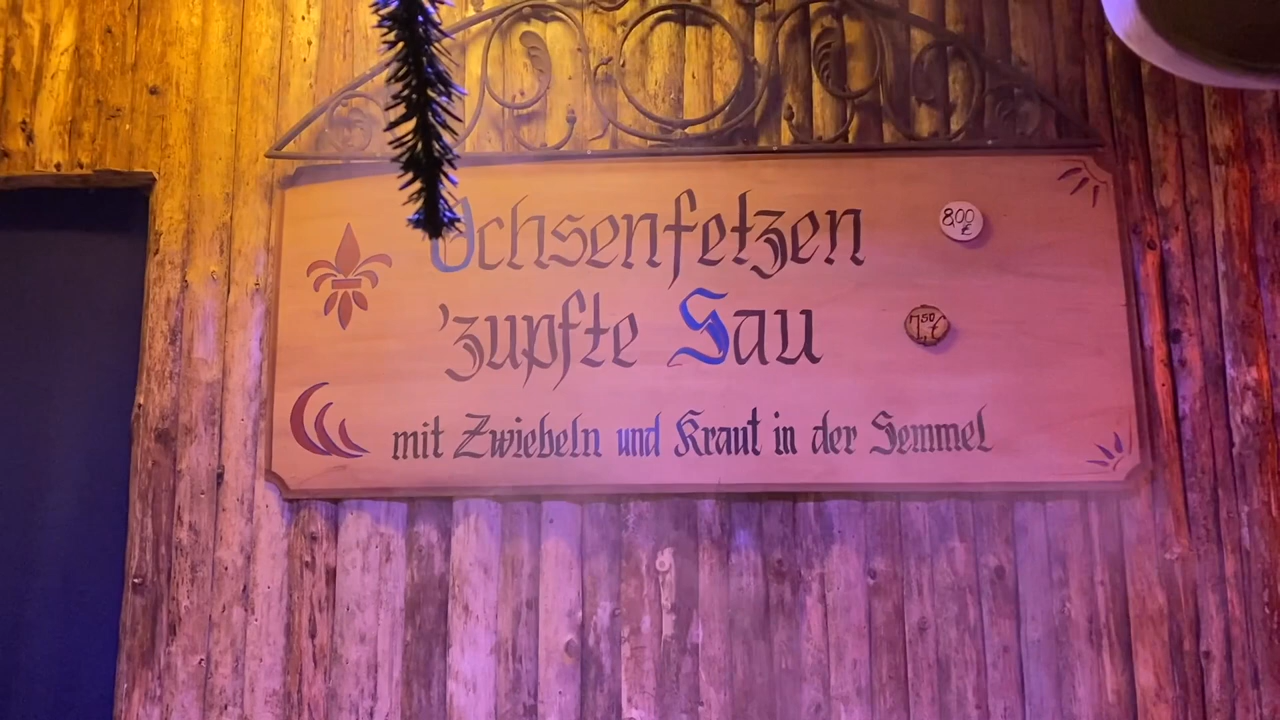 Ochsenfetzen 8,00 €
'zupfte Sau 7,50 €
mit Zwiebeln und Kraut in der Semmel